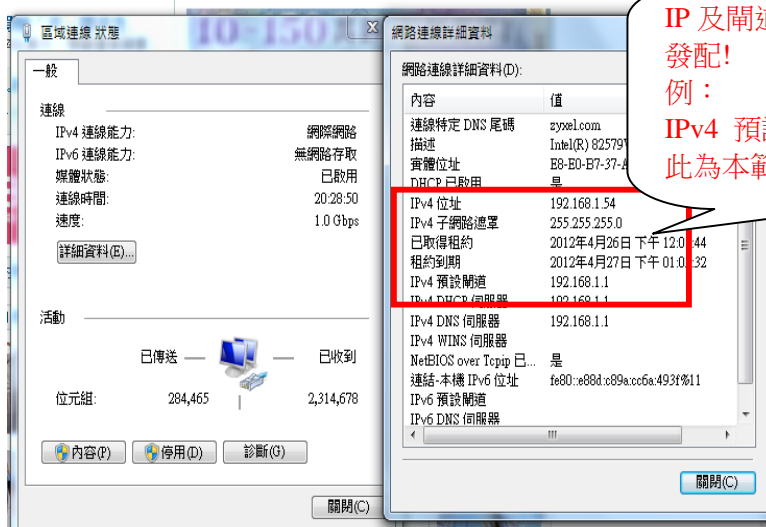 區域連線 狀態
一般
連線
IPv4 連線能力: 網際網路
IPv6 連線能力: 無網路存取
媒體狀態: 已啟用
連線時間: 20:28:50
速度: 1.0 Gbps
詳細資料(E)...
活動
已傳送 — — 已收到
位元組: 284,465 2,314,678
內容(P) 停用(D) 診斷(G)
關閉(C)
網路連線詳細資料
網路連線詳細資料(D):
內容 值
連線特定 DNS 尾碼 zyxel.com
描述 Intel(R) 82579
實體位址 E8-E0-B7-37-
DHCP 已啟用 是
IPv4 位址 192.168.1.54
IPv4 子網路遮罩 255.255.255.0
已取得租約 2012年4月26日 下午 12:0 :44
租約到期 2012年4月27日 下午 01:0 :32
IPv4 預設閘道 192.168.1.1
IPv4 DHCP 伺服器 192.168.1.1
IPv4 DNS 伺服器 192.168.1.1
IPv4 WINS 伺服器
NetBIOS over Tcpip 已... 是
連結-本機 IPv6 位址 fe80::e88d:c89a:cc6a:493f%11
IPv6 預設閘道
IPv6 DNS 伺服器
關閉(C)
IP 及閘道
發配!
例：
IPv4 預設
此為本範